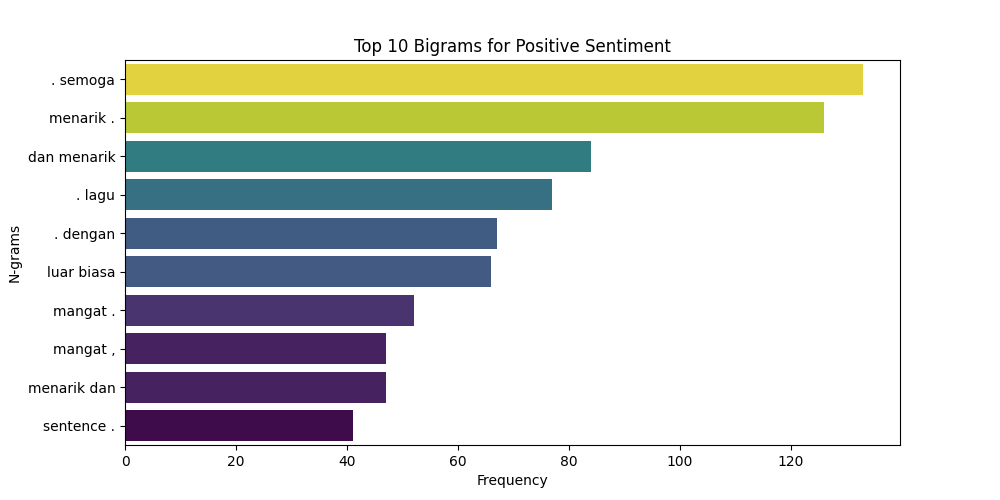 Top 10 Bigrams for Positive Sentiment
. semoga
menarik .
dan menarik
. lagu
. dengan
luar biasa
mangat .
mangat ,
menarik dan
sentence .
N-grams
0 20 40 60 80 100 120
Frequency